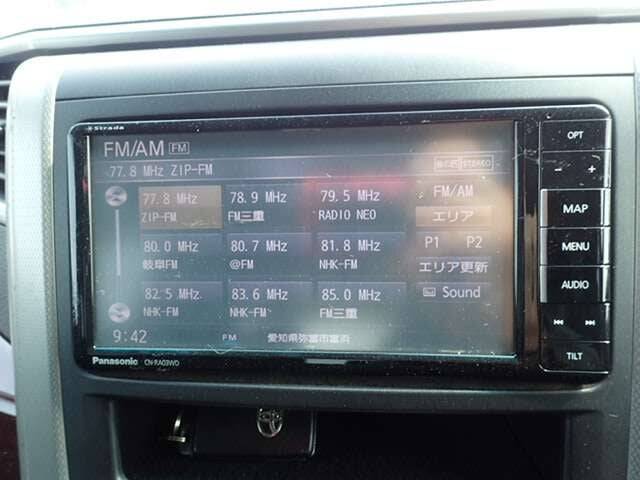 Strada
FM/AM FM
77.8 MHz ZIP-FM
STEREO
77.8 MHz 78.9 MHz 79.5 MHz FM/AM
ZIP-FM FM三重 RADIO NEO エリア
80.0 MHz 80.7 MHz 81.8 MHz P1 P2
岐阜FM @FM NHK-FM エリア更新
82.5 MHz 83.6 MHz 85.0 MHz Sound
NHK-FM NHK-FM FM三重
9:42 FM 愛知県弥富市富浜
Panasonic CN-RA03WD
OPT
- +
MAP
MENU
AUDIO
TILT